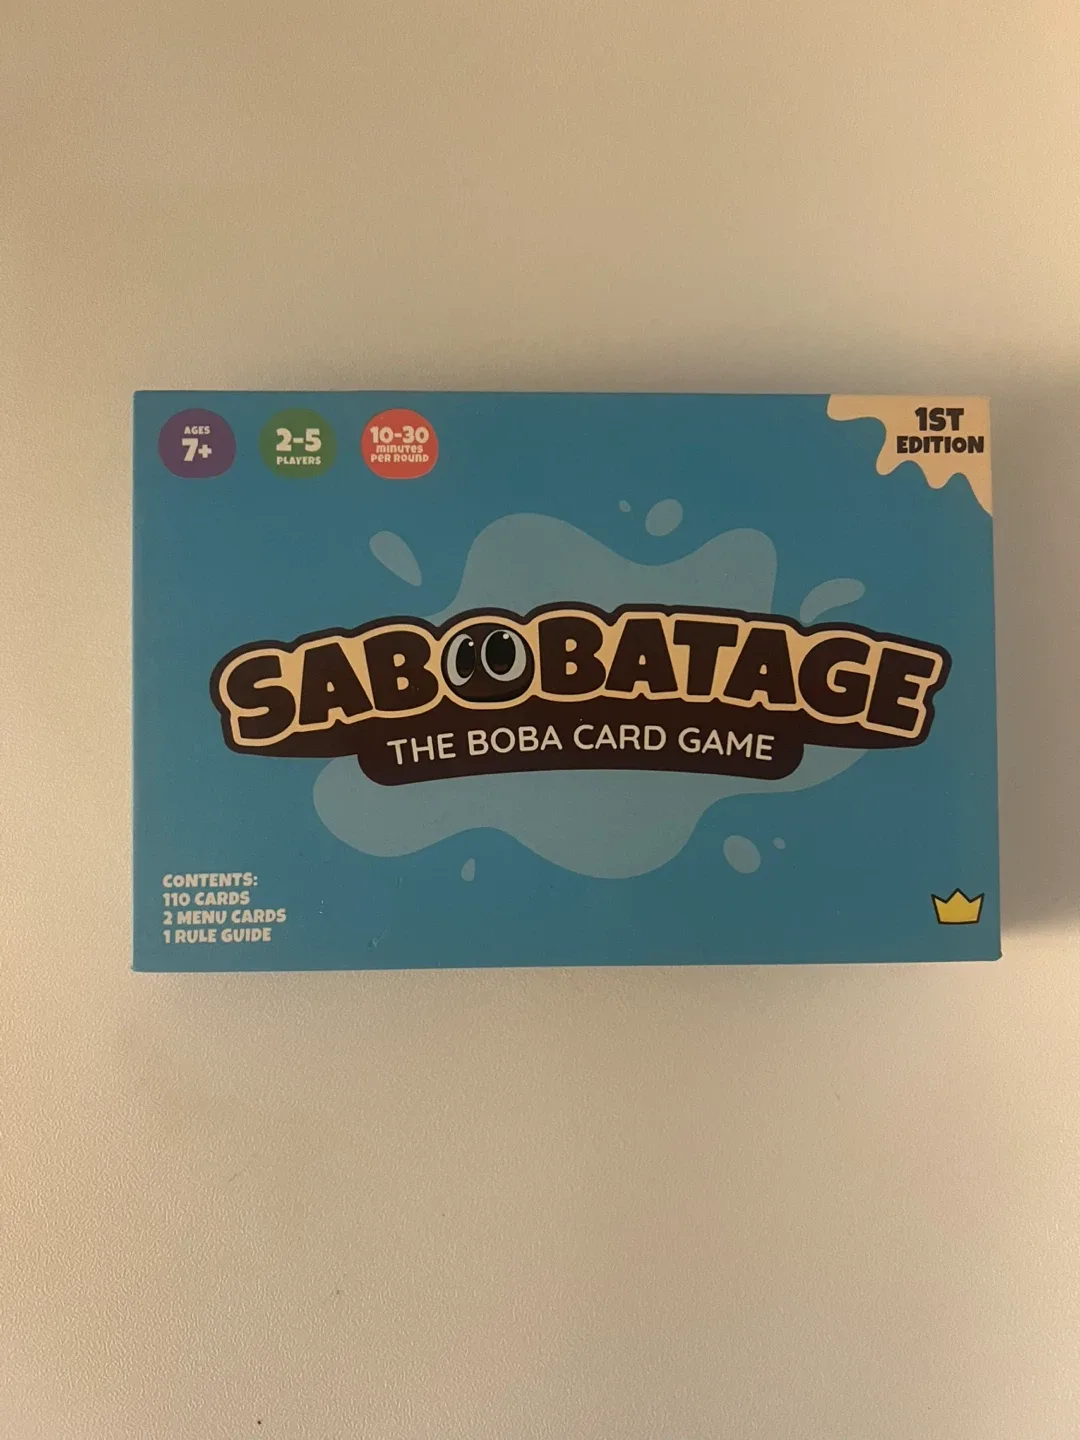 AGES
7+
2-5
PLAYERS
10-30
MINUTES
PER ROUND
1ST
EDITION
SABOBATAGE
THE BOBA CARD GAME
CONTENTS:
110 CARDS
2 MENU CARDS
1 RULE GUIDE